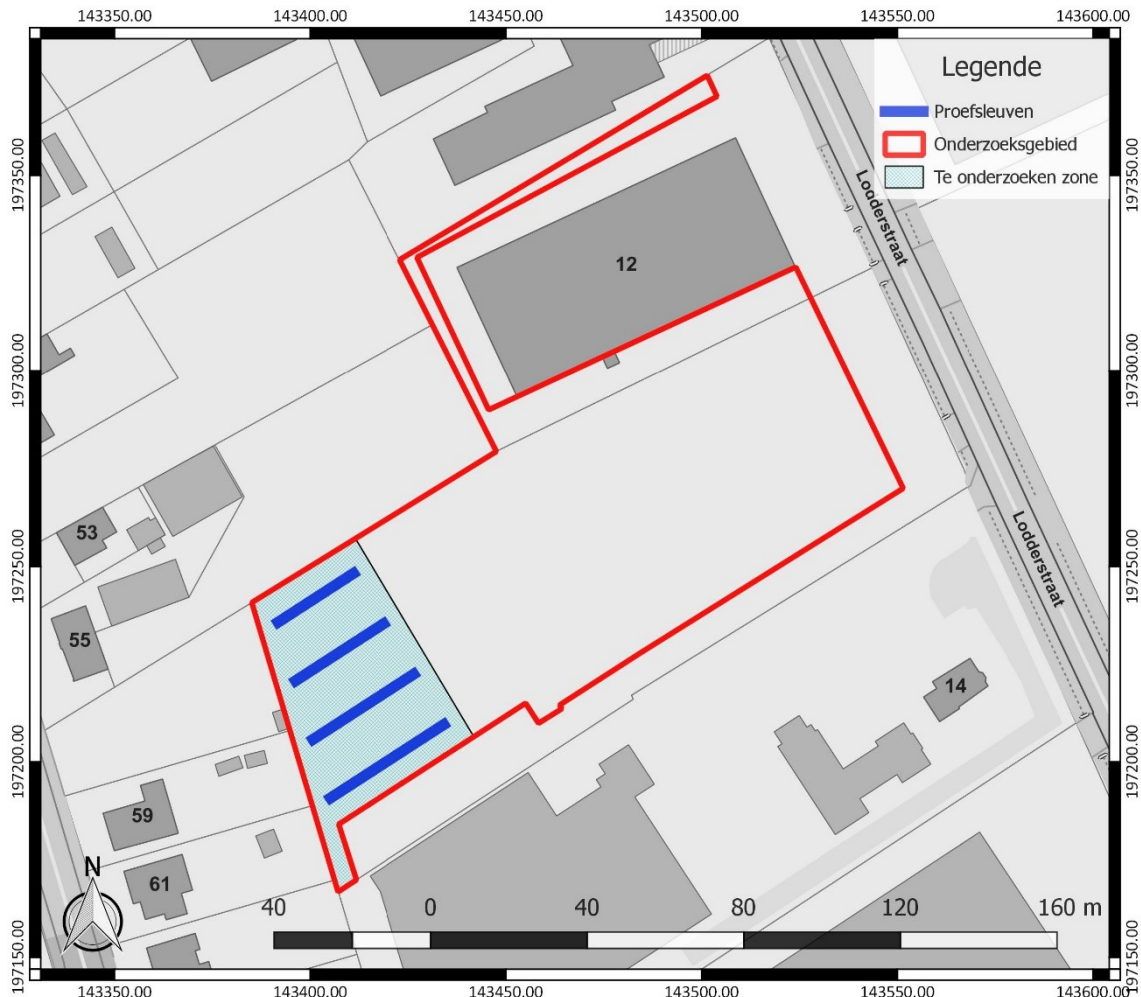 143350.00 143400.00 143450.00 143500.00 143550.00 143600.00
Legende
Proefsleuven
Onderzoeksgebied
Te onderzoeken zone
197350.00 197350.00
Lodderstraat
12
197300.00 197300.00
53
197250.00 197250.00
Lodderstraat
55
14
197200.00 197200.00
59
N
61
40 0 40 80 120 160 m
197150.00 197150.00
143350.00 143400.00 143450.00 143500.00 143550.00 143600.00